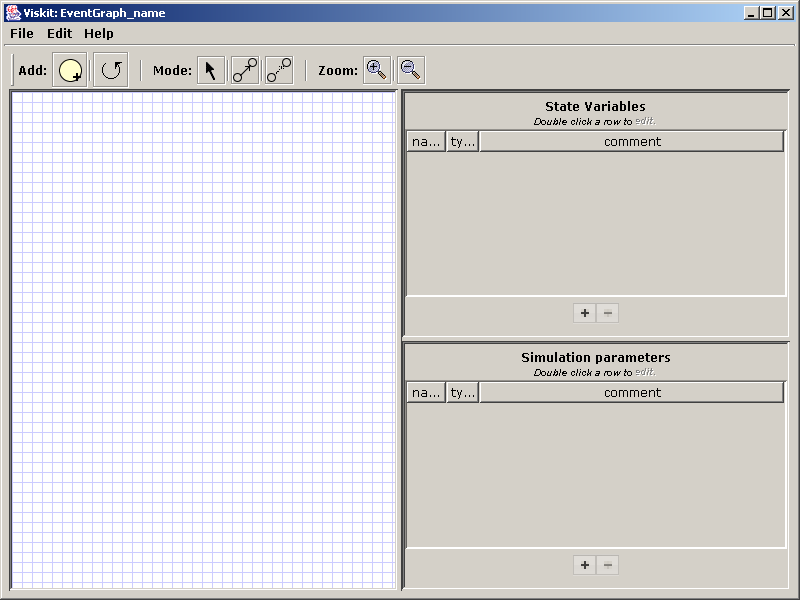 Viskit: EventGraph_name
File Edit Help
Add: Mode: Zoom:
State Variables
Double click a row to edit.
na... ty... comment
Simulation parameters
Double click a row to edit.
na... ty... comment